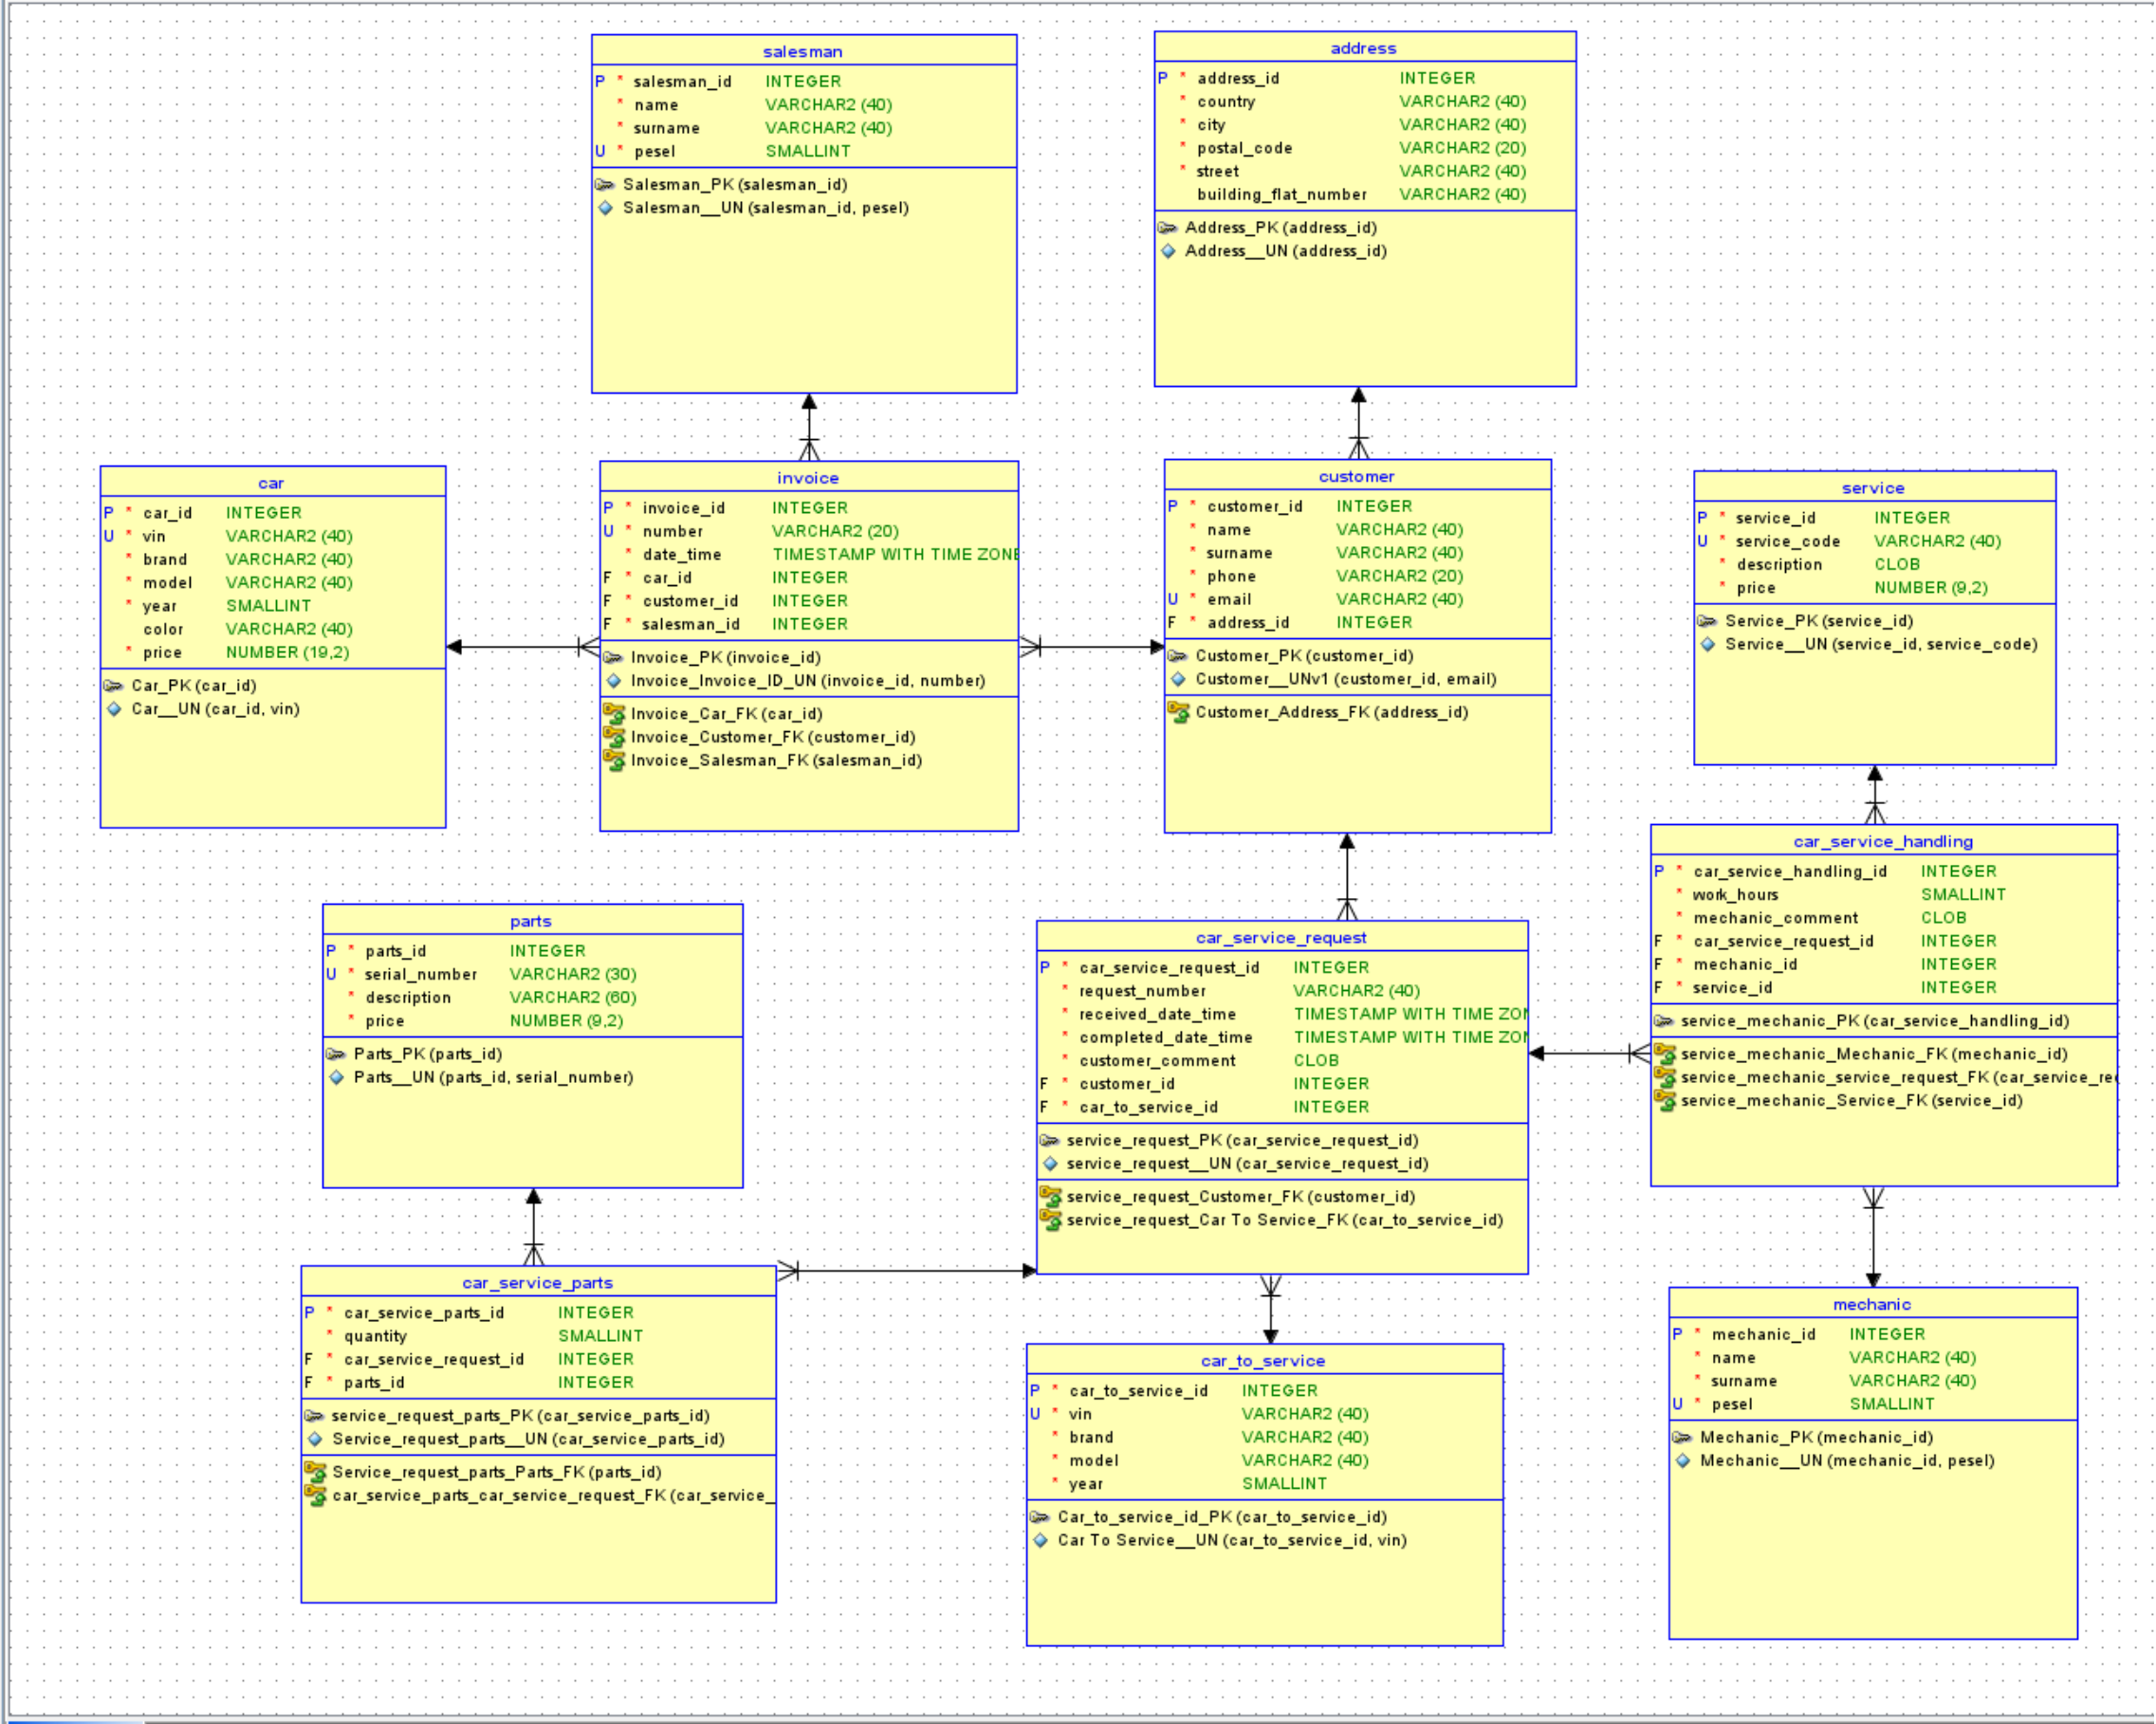 salesman
P * salesman_id INTEGER
* name VARCHAR2 (40)
* surname VARCHAR2 (40)
U * pesel SMALLINT
Salesman_PK (salesman_id)
Salesman__UN (salesman_id, pesel)
address
P * address_id INTEGER
* country VARCHAR2 (40)
* city VARCHAR2 (40)
* postal_code VARCHAR2 (20)
* street VARCHAR2 (40)
building_flat_number VARCHAR2 (40)
Address_PK (address_id)
Address__UN (address_id)
car
P * car_id INTEGER
U * vin VARCHAR2 (40)
* brand VARCHAR2 (40)
* model VARCHAR2 (40)
* year SMALLINT
color VARCHAR2 (40)
* price NUMBER (19,2)
Car_PK (car_id)
Car__UN (car_id, vin)
invoice
P * invoice_id INTEGER
U * number VARCHAR2 (20)
* date_time TIMESTAMP WITH TIME ZONE
F * car_id INTEGER
F * customer_id INTEGER
F * salesman_id INTEGER
Invoice_PK (invoice_id)
Invoice_Invoice_ID_UN (invoice_id, number)
Invoice_Car_FK (car_id)
Invoice_Customer_FK (customer_id)
Invoice_Salesman_FK (salesman_id)
customer
P * customer_id INTEGER
* name VARCHAR2 (40)
* surname VARCHAR2 (40)
* phone VARCHAR2 (20)
U * email VARCHAR2 (40)
F * address_id INTEGER
Customer_PK (customer_id)
Customer__UNv1 (customer_id, email)
Customer_Address_FK (address_id)
service
P * service_id INTEGER
U * service_code VARCHAR2 (40)
* description CLOB
* price NUMBER (9,2)
Service_PK (service_id)
Service__UN (service_id, service_code)
car_service_handling
P * car_service_handling_id INTEGER
* work_hours SMALLINT
* mechanic_comment CLOB
F * car_service_request_id INTEGER
F * mechanic_id INTEGER
F * service_id INTEGER
service_mechanic_PK (car_service_handling_id)
service_mechanic_Mechanic_FK (mechanic_id)
service_mechanic_service_request_FK (car_service_re
service_mechanic_Service_FK (service_id)
parts
P * parts_id INTEGER
U * serial_number VARCHAR2 (30)
* description VARCHAR2 (60)
* price NUMBER (9,2)
Parts_PK (parts_id)
Parts__UN (parts_id, serial_number)
car_service_request
P * car_service_request_id INTEGER
* request_number VARCHAR2 (40)
* received_date_time TIMESTAMP WITH TIME ZON
* completed_date_time TIMESTAMP WITH TIME ZON
* customer_comment CLOB
F * customer_id INTEGER
F * car_to_service_id INTEGER
service_request_PK (car_service_request_id)
service_request__UN (car_service_request_id)
service_request_Customer_FK (customer_id)
service_request_Car To Service_FK (car_to_service_id)
car_service_parts
P * car_service_parts_id INTEGER
* quantity SMALLINT
F * car_service_request_id INTEGER
F * parts_id INTEGER
service_request_parts_PK (car_service_parts_id)
Service_request_parts__UN (car_service_parts_id)
Service_request_parts_Parts_FK (parts_id)
car_service_parts_car_service_request_FK (car_service_
car_to_service
P * car_to_service_id INTEGER
U * vin VARCHAR2 (40)
* brand VARCHAR2 (40)
* model VARCHAR2 (40)
* year SMALLINT
Car_to_service_id_PK (car_to_service_id)
Car To Service__UN (car_to_service_id, vin)
mechanic
P * mechanic_id INTEGER
* name VARCHAR2 (40)
* surname VARCHAR2 (40)
U * pesel SMALLINT
Mechanic_PK (mechanic_id)
Mechanic__UN (mechanic_id, pesel)